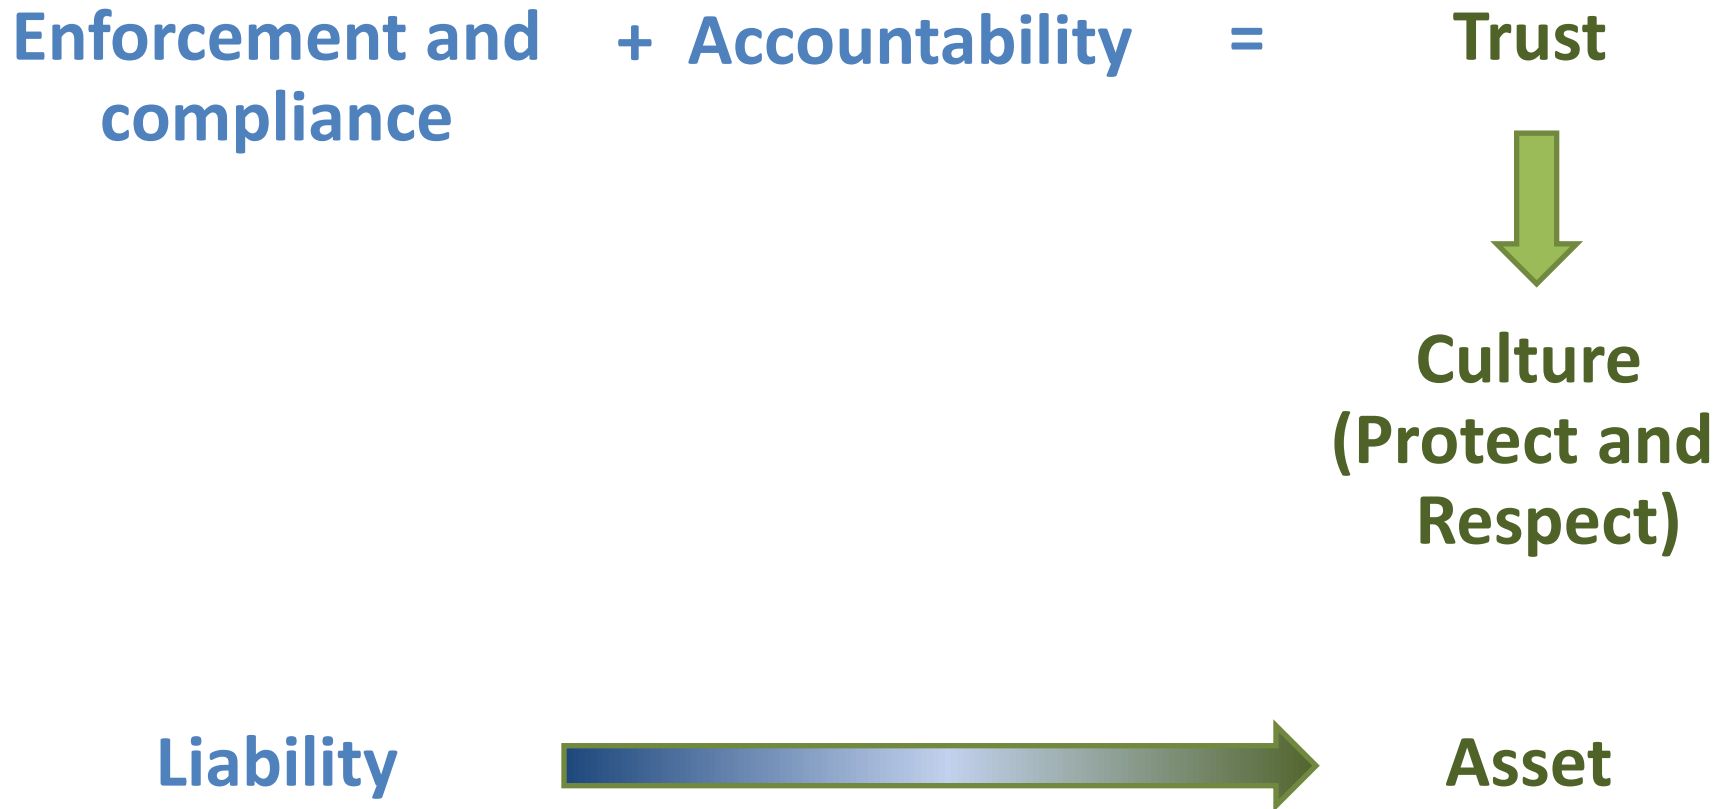 Enforcement and + Accountability = Trust
compliance
Culture
(Protect and
Respect)
Liability Asset